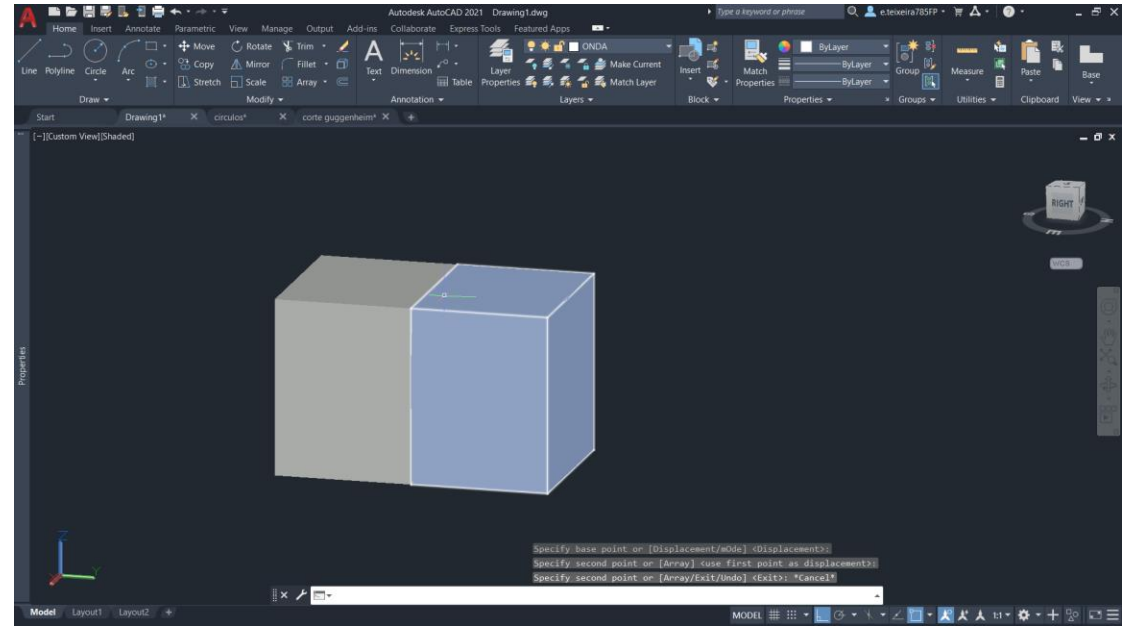 Autodesk AutoCAD 2021 Drawing1.dwg
Type a keyword or phrase
e.teixeira785FP
Home Insert Annotate Parametric View Manage Output Add-ins Collaborate Express Tools Featured Apps
Move Rotate Trim ONDA ByLayer
Copy Mirror Fillet Make Current ByLayer
Line Polyline Circle Arc Text Dimension Layer Insert Match Group Measure Paste Base
Stretch Scale Array Table Properties Match Layer Properties ByLayer
Draw Modify Annotation Layers Block Properties Groups Utilities Clipboard View
Start Drawing1* circulos* corte guggenheim*
[−][Custom View][Shaded]
RIGHT
WCS
Properties
Z
Y
Specify base point or [Displacement/mOde] <Displacement>:
Specify second point or [Array] <use first point as displacement>:
Specify second point or [Array/Exit/Undo] <Exit>: *Cancel*
Model Layout1 Layout2 +
MODEL 1:1